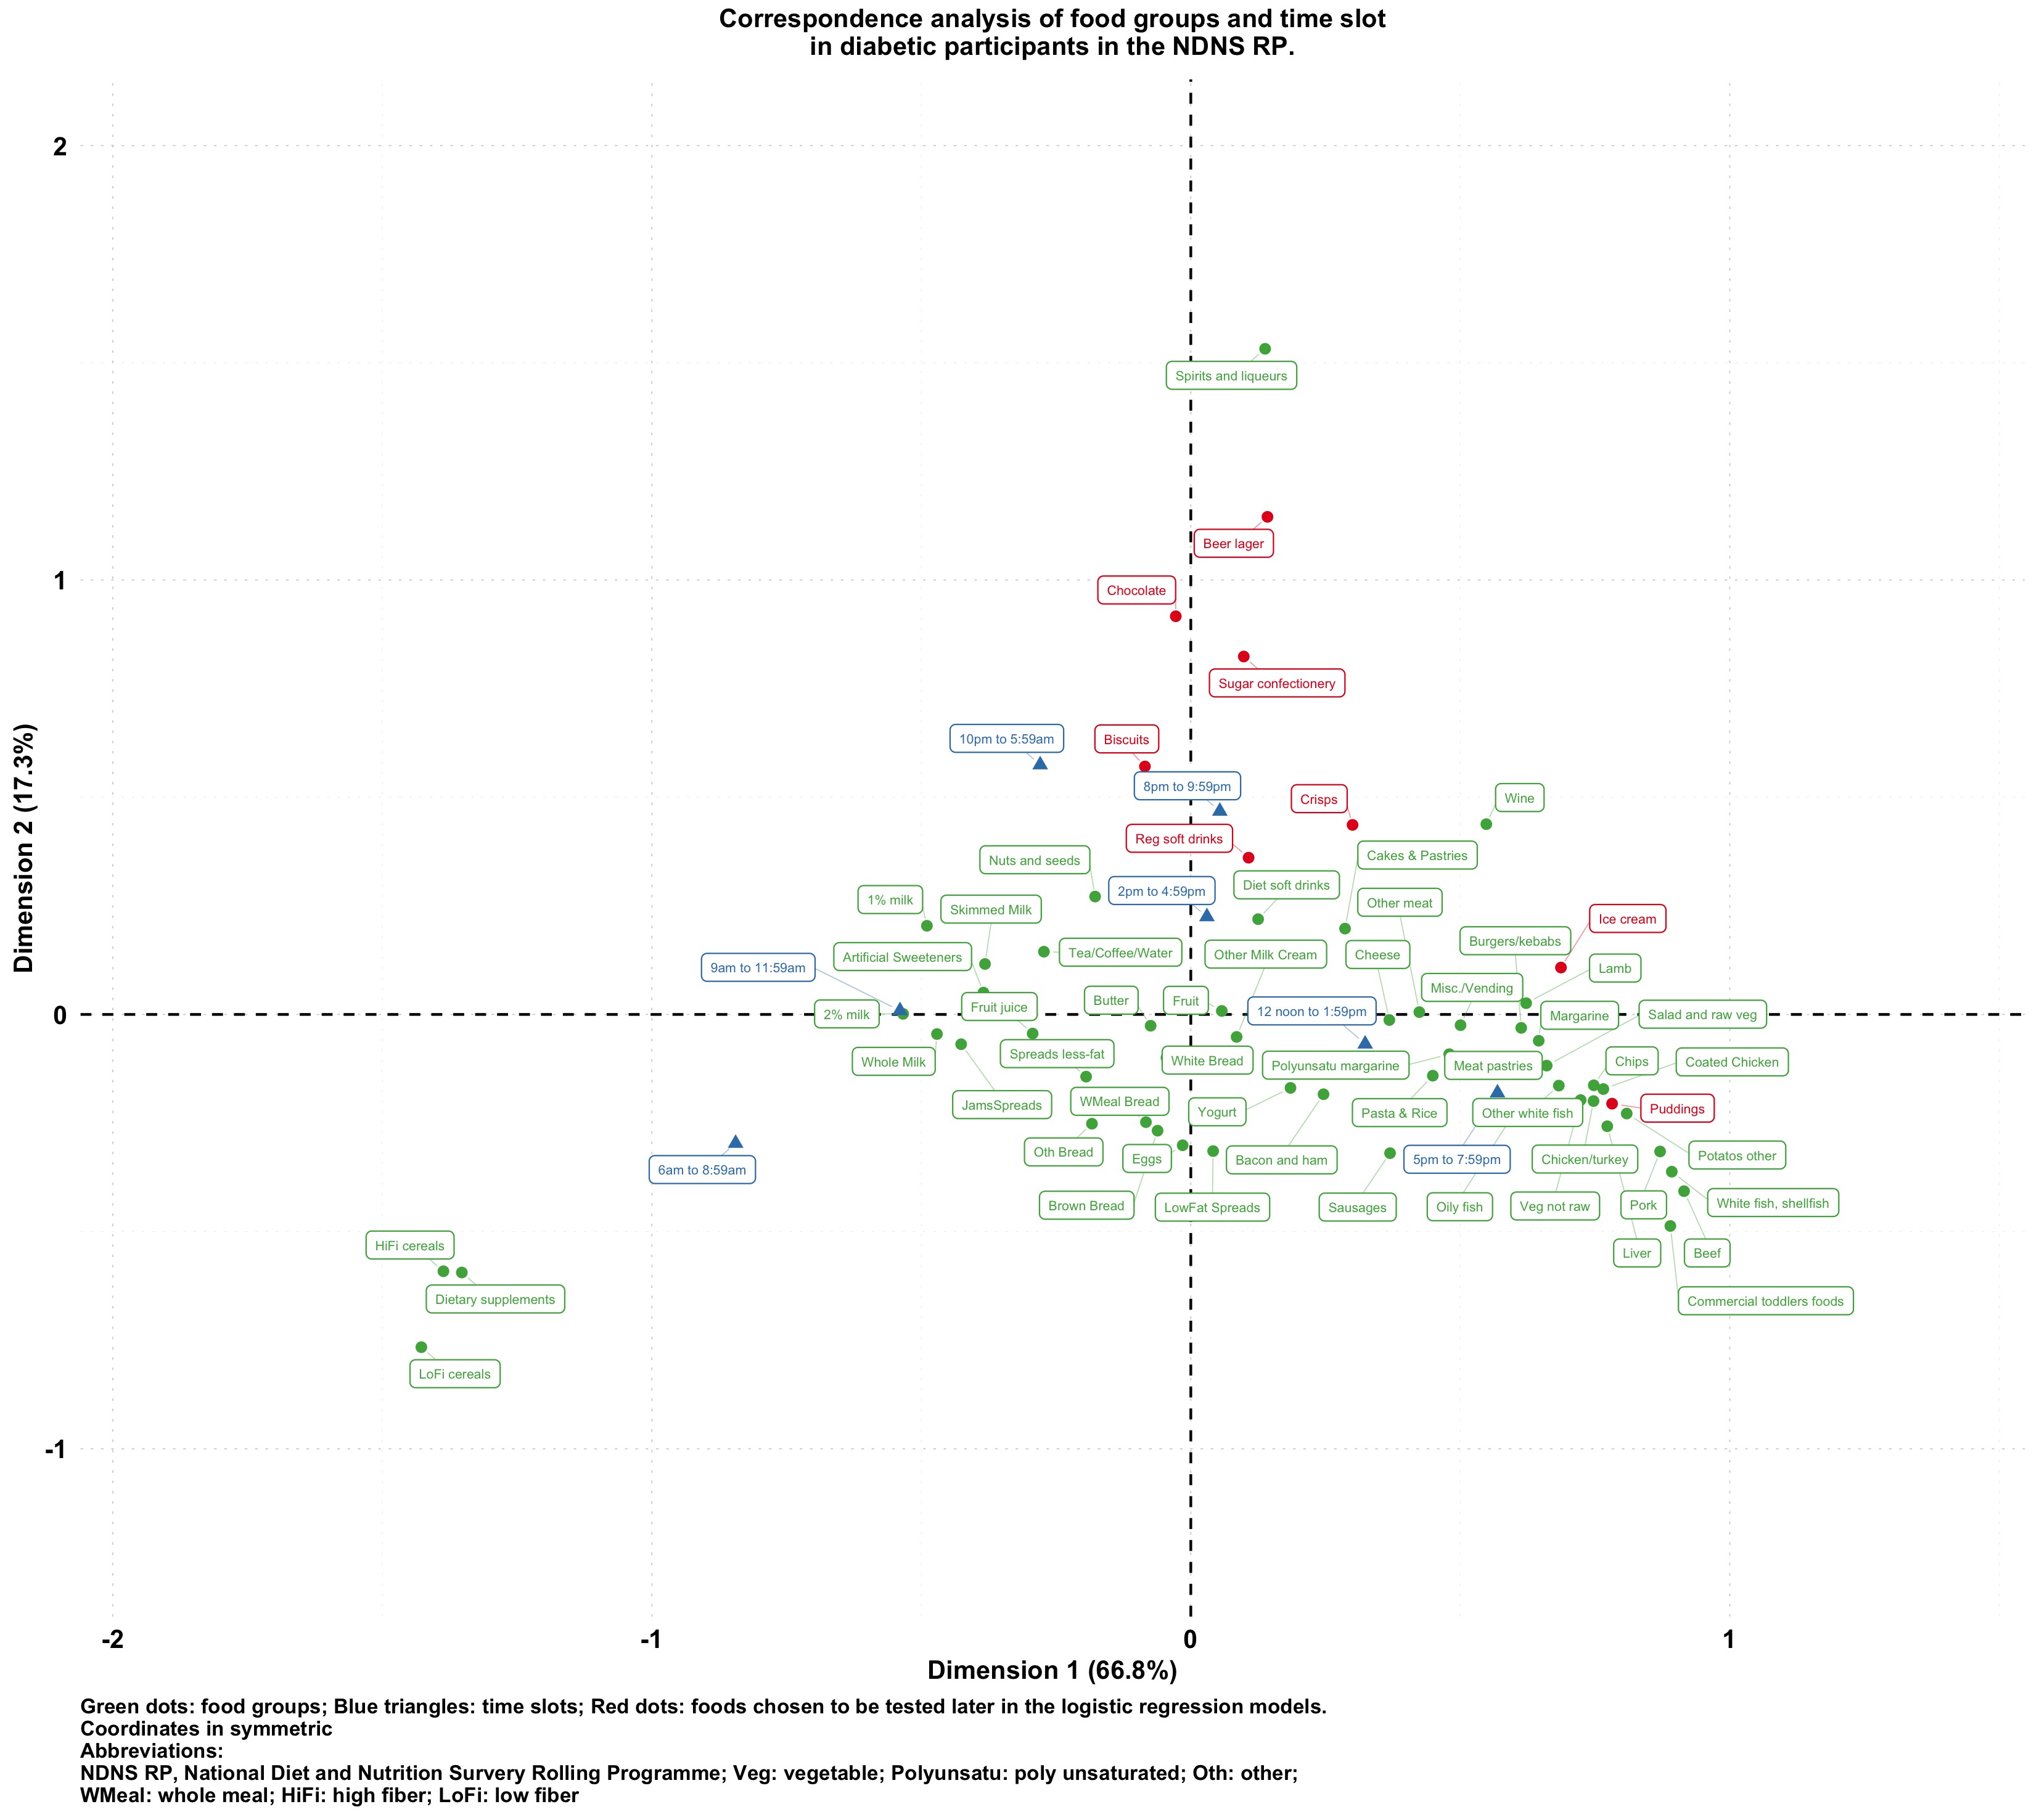 Correspondence analysis of food groups and time slot
in diabetic participants in the NDNS RP.
Dimension 2 (17.3%)
2
1
0
-1
Spirits and liqueurs
Beer lager
Chocolate
Sugar confectionery
10pm to 5:59am
Biscuits
8pm to 9:59pm
Crisps
Wine
Reg soft drinks
Cakes & Pastries
Nuts and seeds
Diet soft drinks
2pm to 4:59pm
1% milk
Other meat
Skimmed Milk
Ice cream
Burgers/kebabs
Tea/Coffee/Water
Other Milk Cream
Cheese
Artificial Sweeteners
9am to 11:59am
Lamb
Misc./Vending
Butter
Fruit
Fruit juice
12 noon to 1:59pm
2% milk
Margarine
Salad and raw veg
Spreads less-fat
Whole Milk
White Bread
Polyunsatu margarine
Meat pastries
Chips
Coated Chicken
JamsSpreads
WMeal Bread
Yogurt
Pasta & Rice
Other white fish
Puddings
Oth Bread
Eggs
Bacon and ham
5pm to 7:59pm
Chicken/turkey
Potatos other
6am to 8:59am
Brown Bread
LowFat Spreads
Sausages
Oily fish
Veg not raw
Pork
White fish, shellfish
HiFi cereals
Liver
Beef
Dietary supplements
Commercial toddlers foods
LoFi cereals
-2
-1
0
1
Dimension 1 (66.8%)
Green dots: food groups; Blue triangles: time slots; Red dots: foods chosen to be tested later in the logistic regression models.
Coordinates in symmetric
Abbreviations:
NDNS RP, National Diet and Nutrition Survery Rolling Programme; Veg: vegetable; Polyunsatu: poly unsaturated; Oth: other;
WMeal: whole meal; HiFi: high fiber; LoFi: low fiber